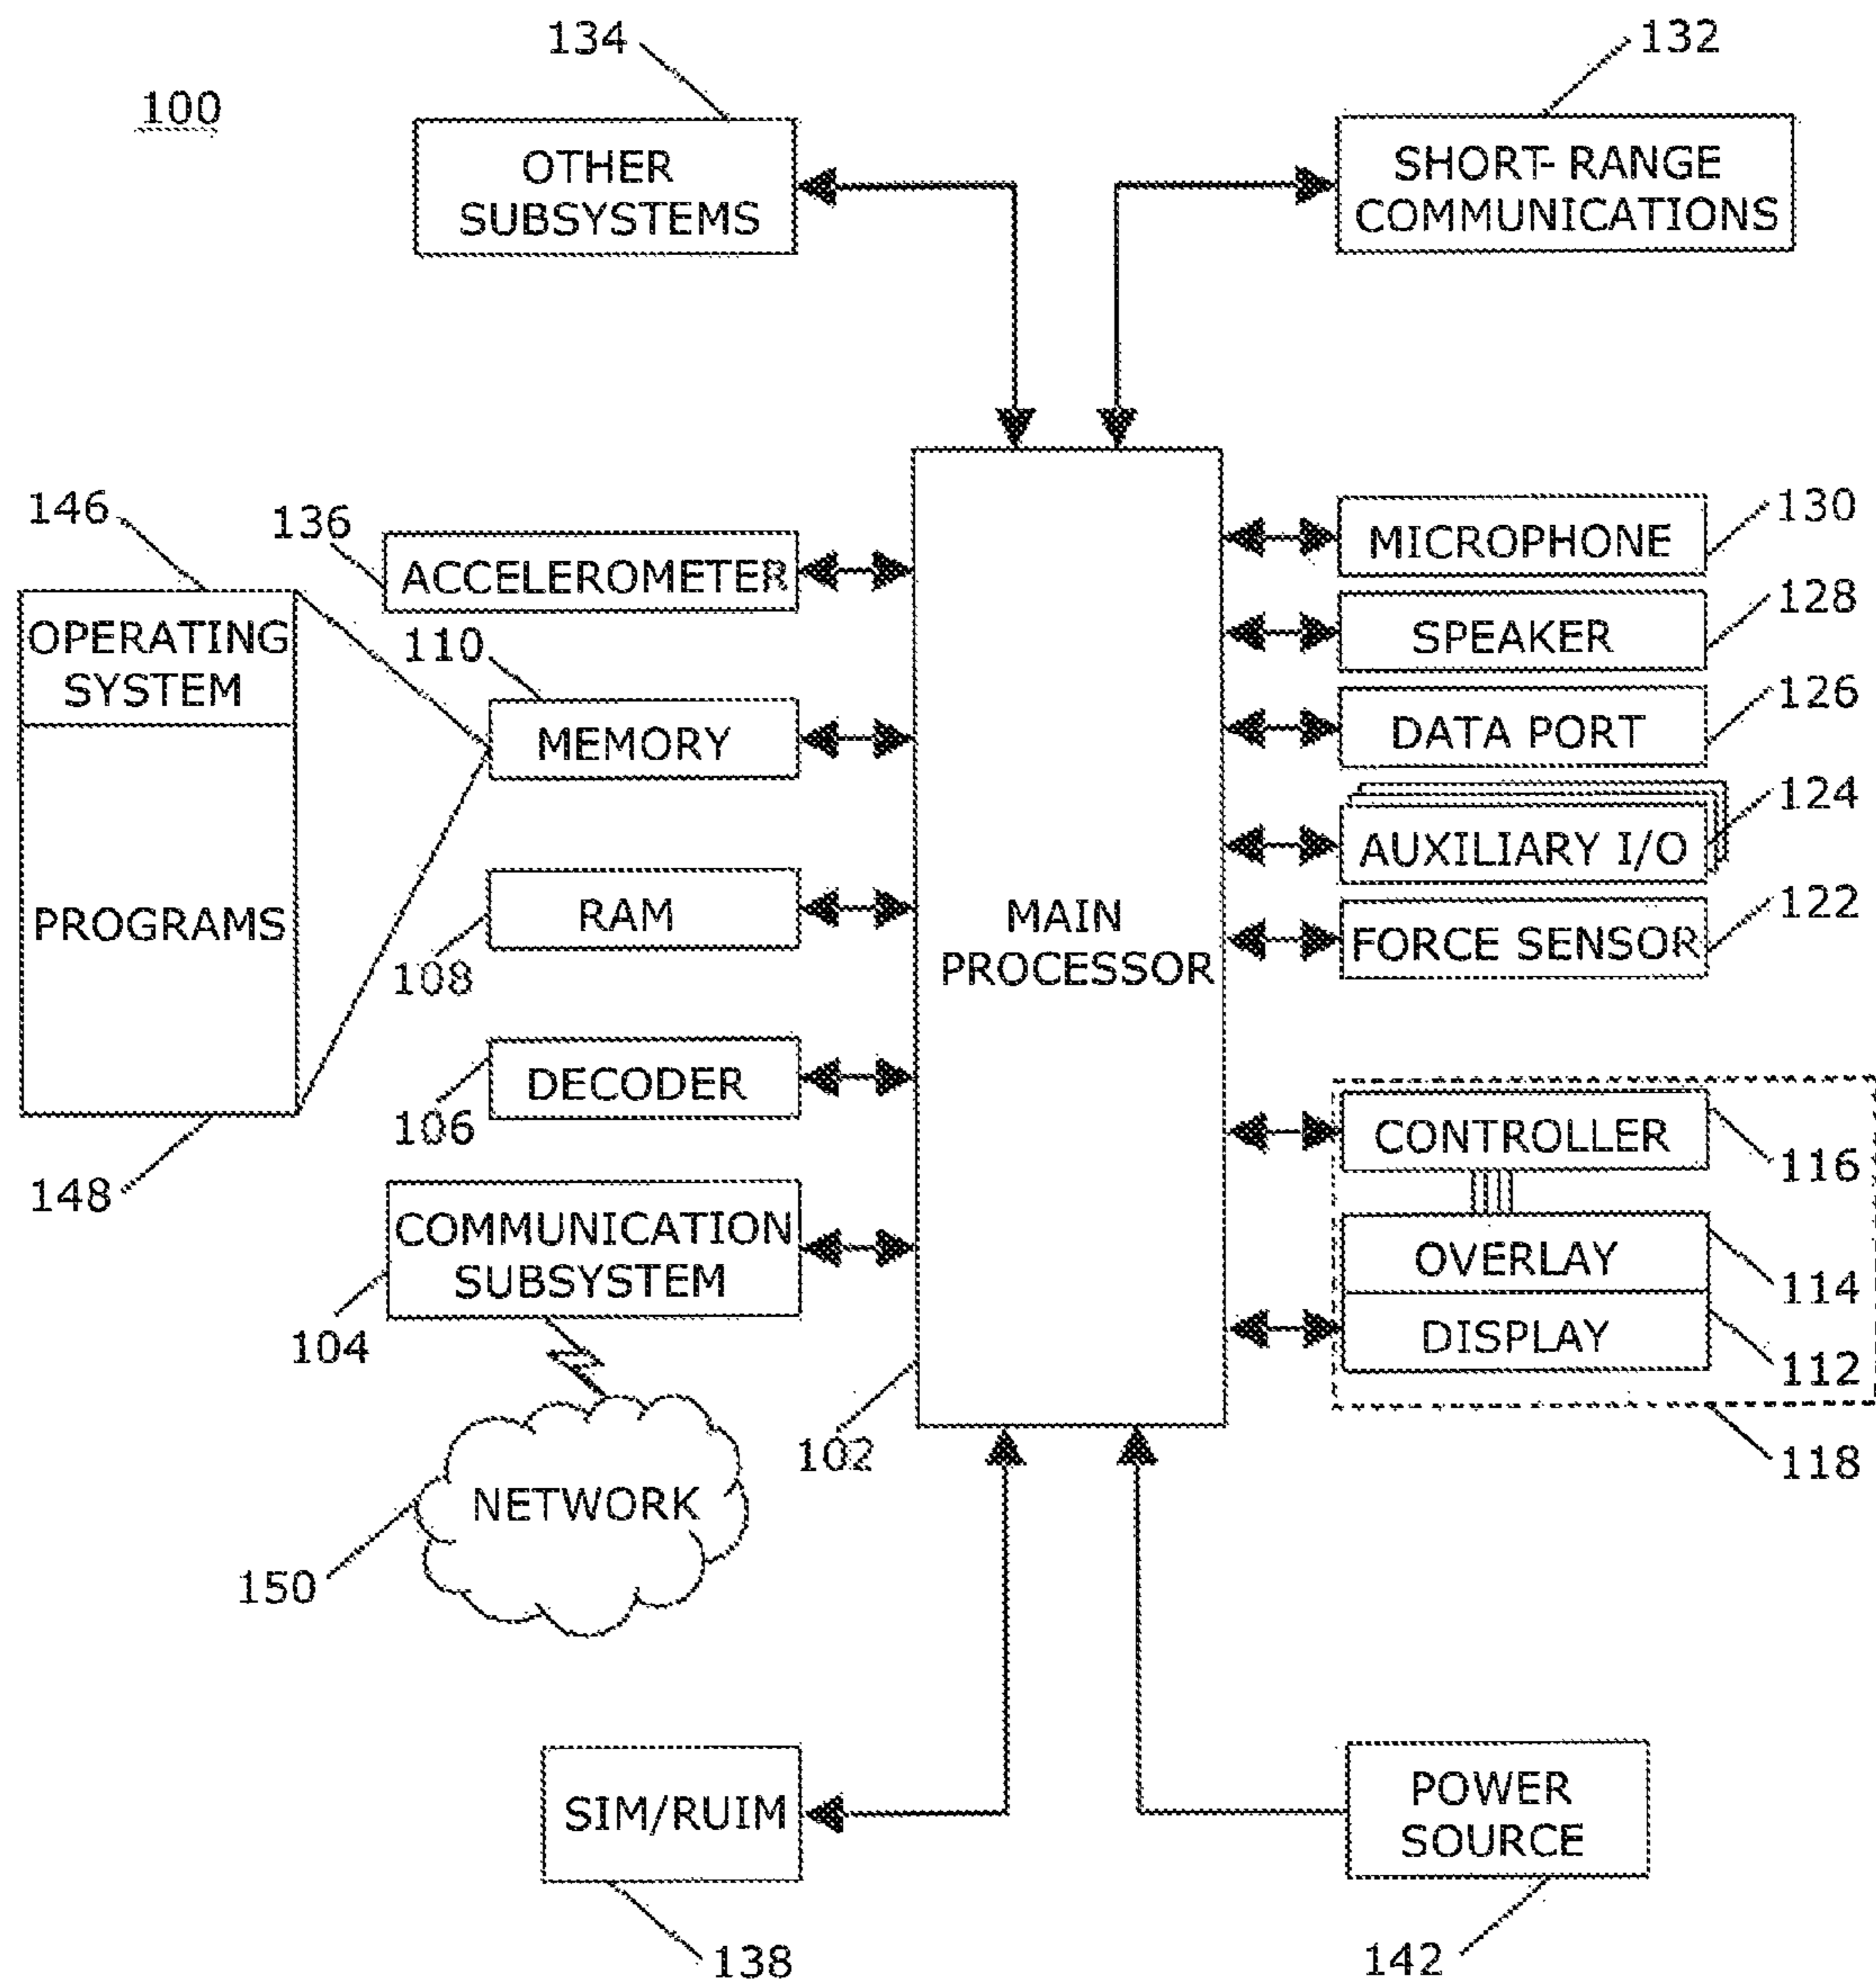 134
132
100
OTHER
SUBSYSTEMS
SHORT-RANGE
COMMUNICATIONS
146
136
ACCELEROMETER
OPERATING
SYSTEM
PROGRAMS
148
110
MEMORY
RAM
108
DECODER
106
COMMUNICATION
SUBSYSTEM
104
NETWORK
150
MAIN
PROCESSOR
102
MICROPHONE
130
SPEAKER
128
DATA PORT
126
AUXILIARY I/O
124
FORCE SENSOR
122
CONTROLLER
116
OVERLAY
114
DISPLAY
112
118
SIM/RUIM
138
POWER
SOURCE
142